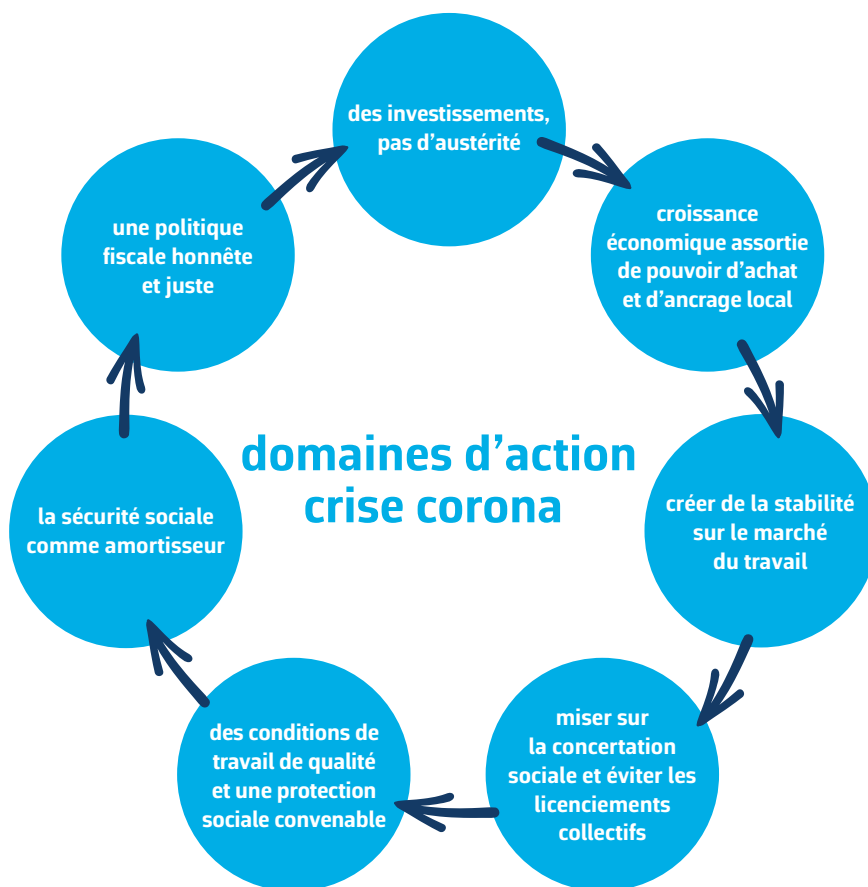 des investissements,
pas d'austérité
croissance
économique assortie
de pouvoir d'achat
et d'ancrage local
créer de la stabilité
sur le marché
du travail
miser sur
la concertation
sociale et éviter les
licenciements
collectifs
des conditions de
travail de qualité
et une protection
sociale convenable
la sécurité sociale
comme amortisseur
une politique
fiscale honnête
et juste
domaines d'action
crise corona